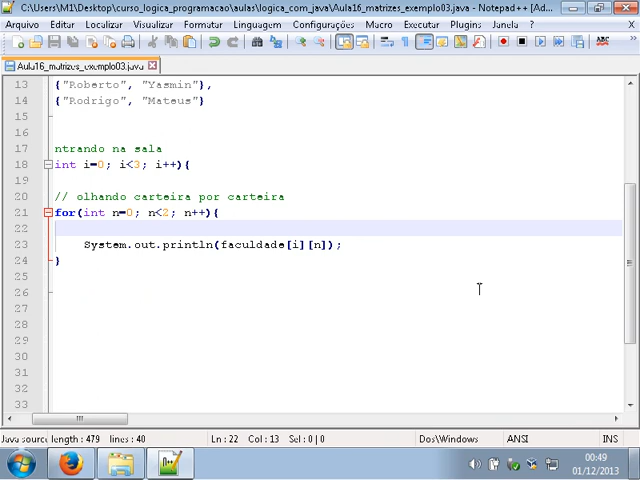 C:\Users\M1\Desktop\curso_logica_programacao\aulas\logica_com_java\Aula16_matrizes_exemplo03.java - Notepad++ [Ad...
Arquivo Editar Localizar Visualizar Formatar Linguagem Configurações Macro Executar Plugins Janela ? X
Aula16_matrizes_exemplo03.java
13 {"Roberto", "Yasmin"},
14 {"Rodrigo", "Mateus"}
15
16
17 ntrando na sala
18 int i=0; i<3; i++){
19
20 // olhando carteira por carteira
21 for(int n=0; n<2; n++){
22
23 System.out.println(faculdade[i][n]);
24 }
25
26
27
28
29
30
31
32
33
Java sourc length : 479 lines : 40 Ln : 22 Col : 13 Sel : 0 | 0 Dos\Windows ANSI INS
00:49
01/12/2013